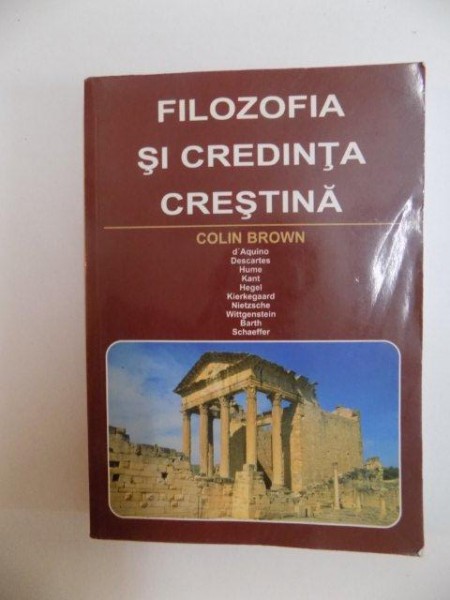 FILOZOFIA
ŞI CREDINŢA
CREŞTINĂ
COLIN BROWN
d'Aquino
Descartes
Hume
Kant
Hegel
Kierkegaard
Nietzsche
Wittgenstein
Barth
Schaeffer